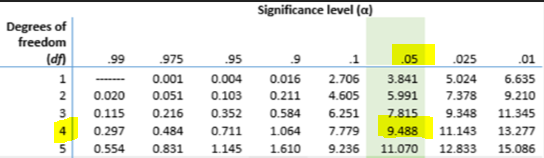 Significance level (α)
Degrees of
freedom
(df) .99 .975 .95 .9 .1 .05 .025 .01
1 ------- 0.001 0.004 0.016 2.706 3.841 5.024 6.635
2 0.020 0.051 0.103 0.211 4.605 5.991 7.378 9.210
3 0.115 0.216 0.352 0.584 6.251 7.815 9.348 11.345
4 0.297 0.484 0.711 1.064 7.779 9.488 11.143 13.277
5 0.554 0.831 1.145 1.610 9.236 11.070 12.833 15.086